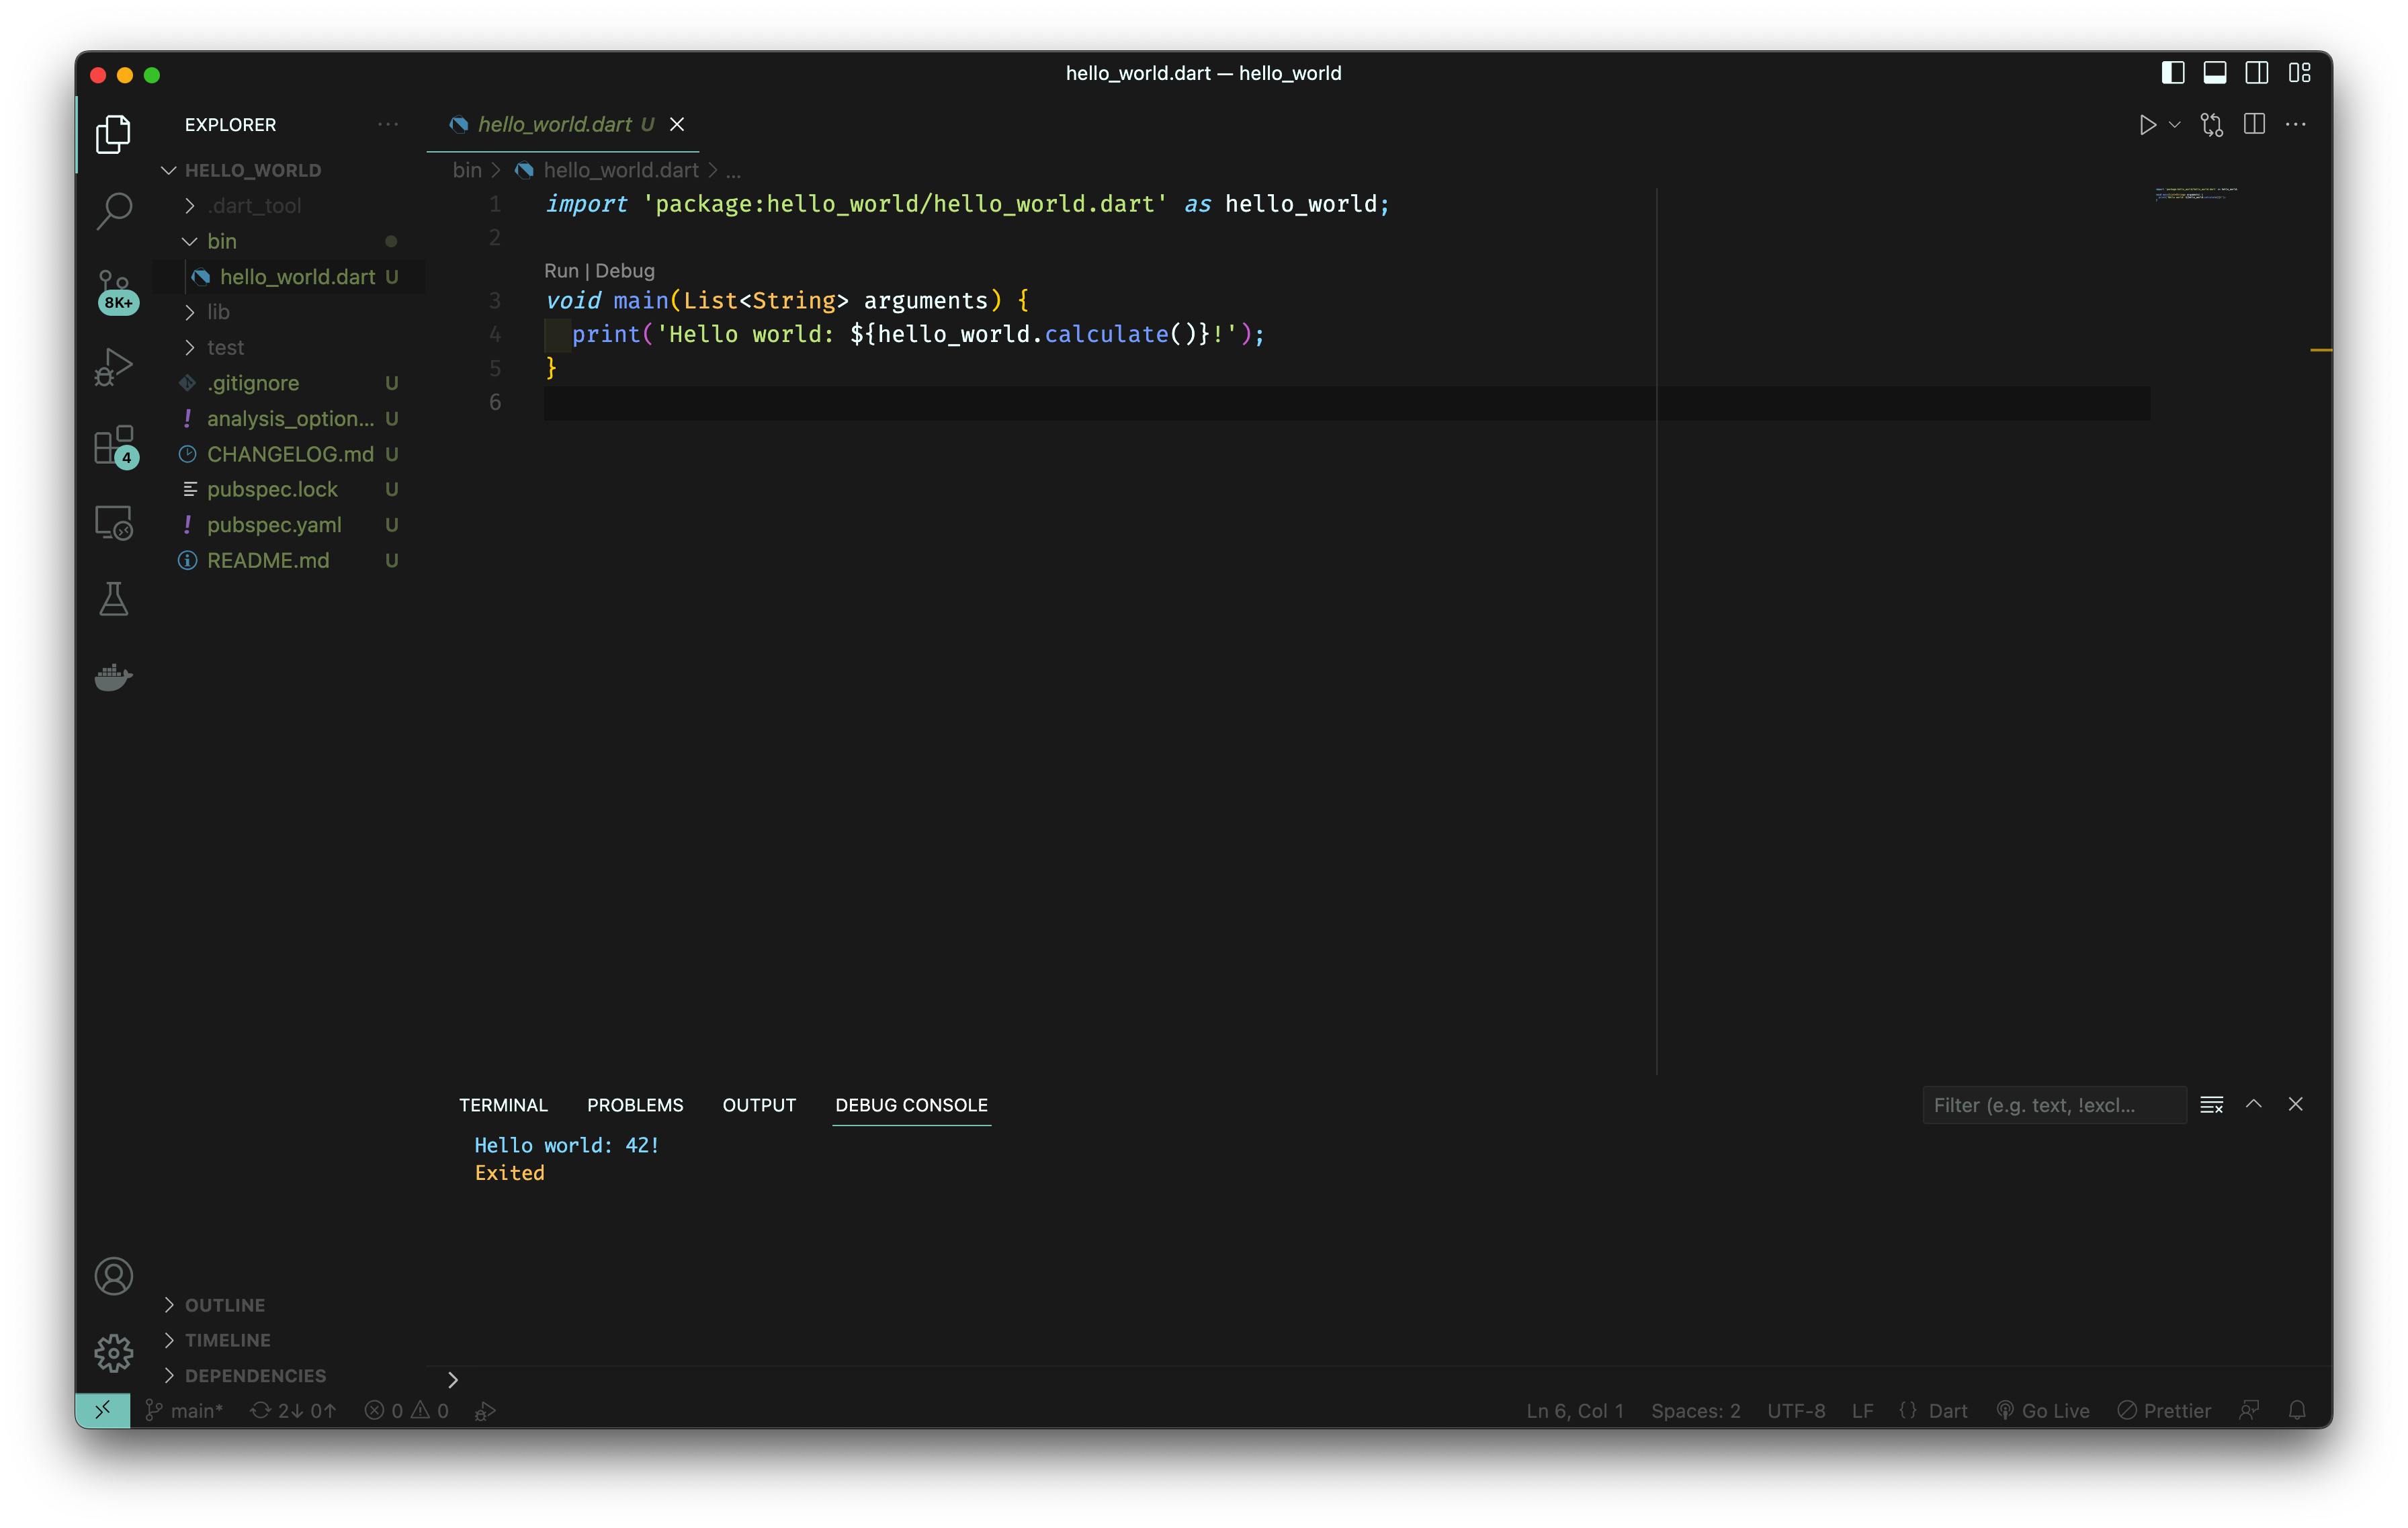 hello_world.dart — hello_world
EXPLORER
HELLO_WORLD
.dart_tool
bin
hello_world.dart U
lib
test
.gitignore U
analysis_option... U
CHANGELOG.md U
pubspec.lock U
pubspec.yaml U
README.md U
OUTLINE
TIMELINE
DEPENDENCIES
8K+
4
hello_world.dart U
bin > hello_world.dart > ...
1 import 'package:hello_world/hello_world.dart' as hello_world;
2
Run | Debug
3 void main(List<String> arguments) {
4 print('Hello world: ${hello_world.calculate()}!');
5 }
6
TERMINAL PROBLEMS OUTPUT DEBUG CONSOLE
Filter (e.g. text, !excl...
Hello world: 42!
Exited
>
main* 2↓ 0↑ 0 0
Ln 6, Col 1 Spaces: 2 UTF-8 LF {} Dart Go Live Prettier